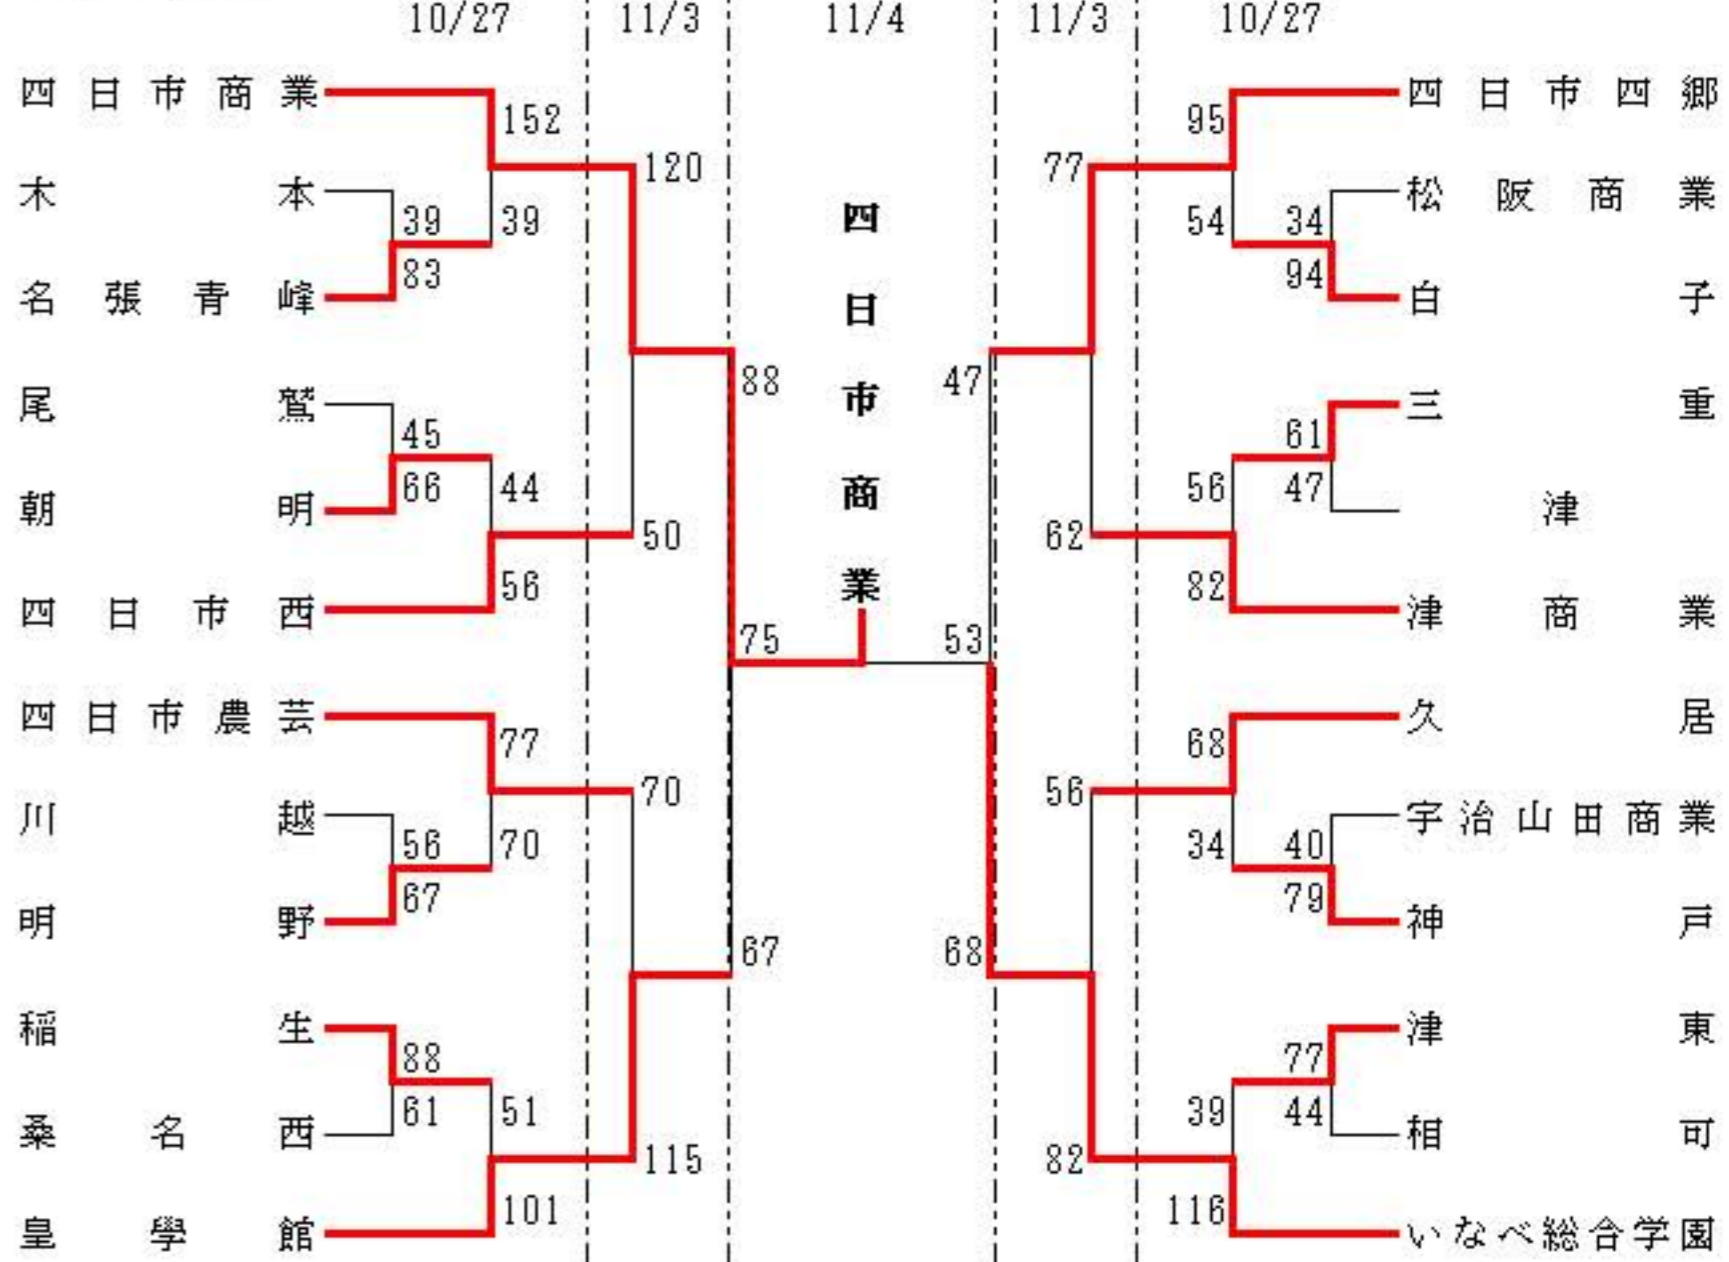 10/27 11/3 11/4 11/3 10/27
四日市商業
152
120
木本
39
39
83
名張青峰
尾鷲
45
88
朝明
66
44
50
四日市西
56
75
四日市農芸
77
70
川越
56
70
67
明野
67
稲生
88
61
51
桑名西
115
皇學館
101
四日市商業
四日市四郷
95
77
松阪商業
54
34
94
白子
47
三重
61
56
47
津
62
82
津商業
53
久居
68
56
宇治山田商業
34
40
79
神戸
68
津東
77
39
44
相可
82
116
いなべ総合学園